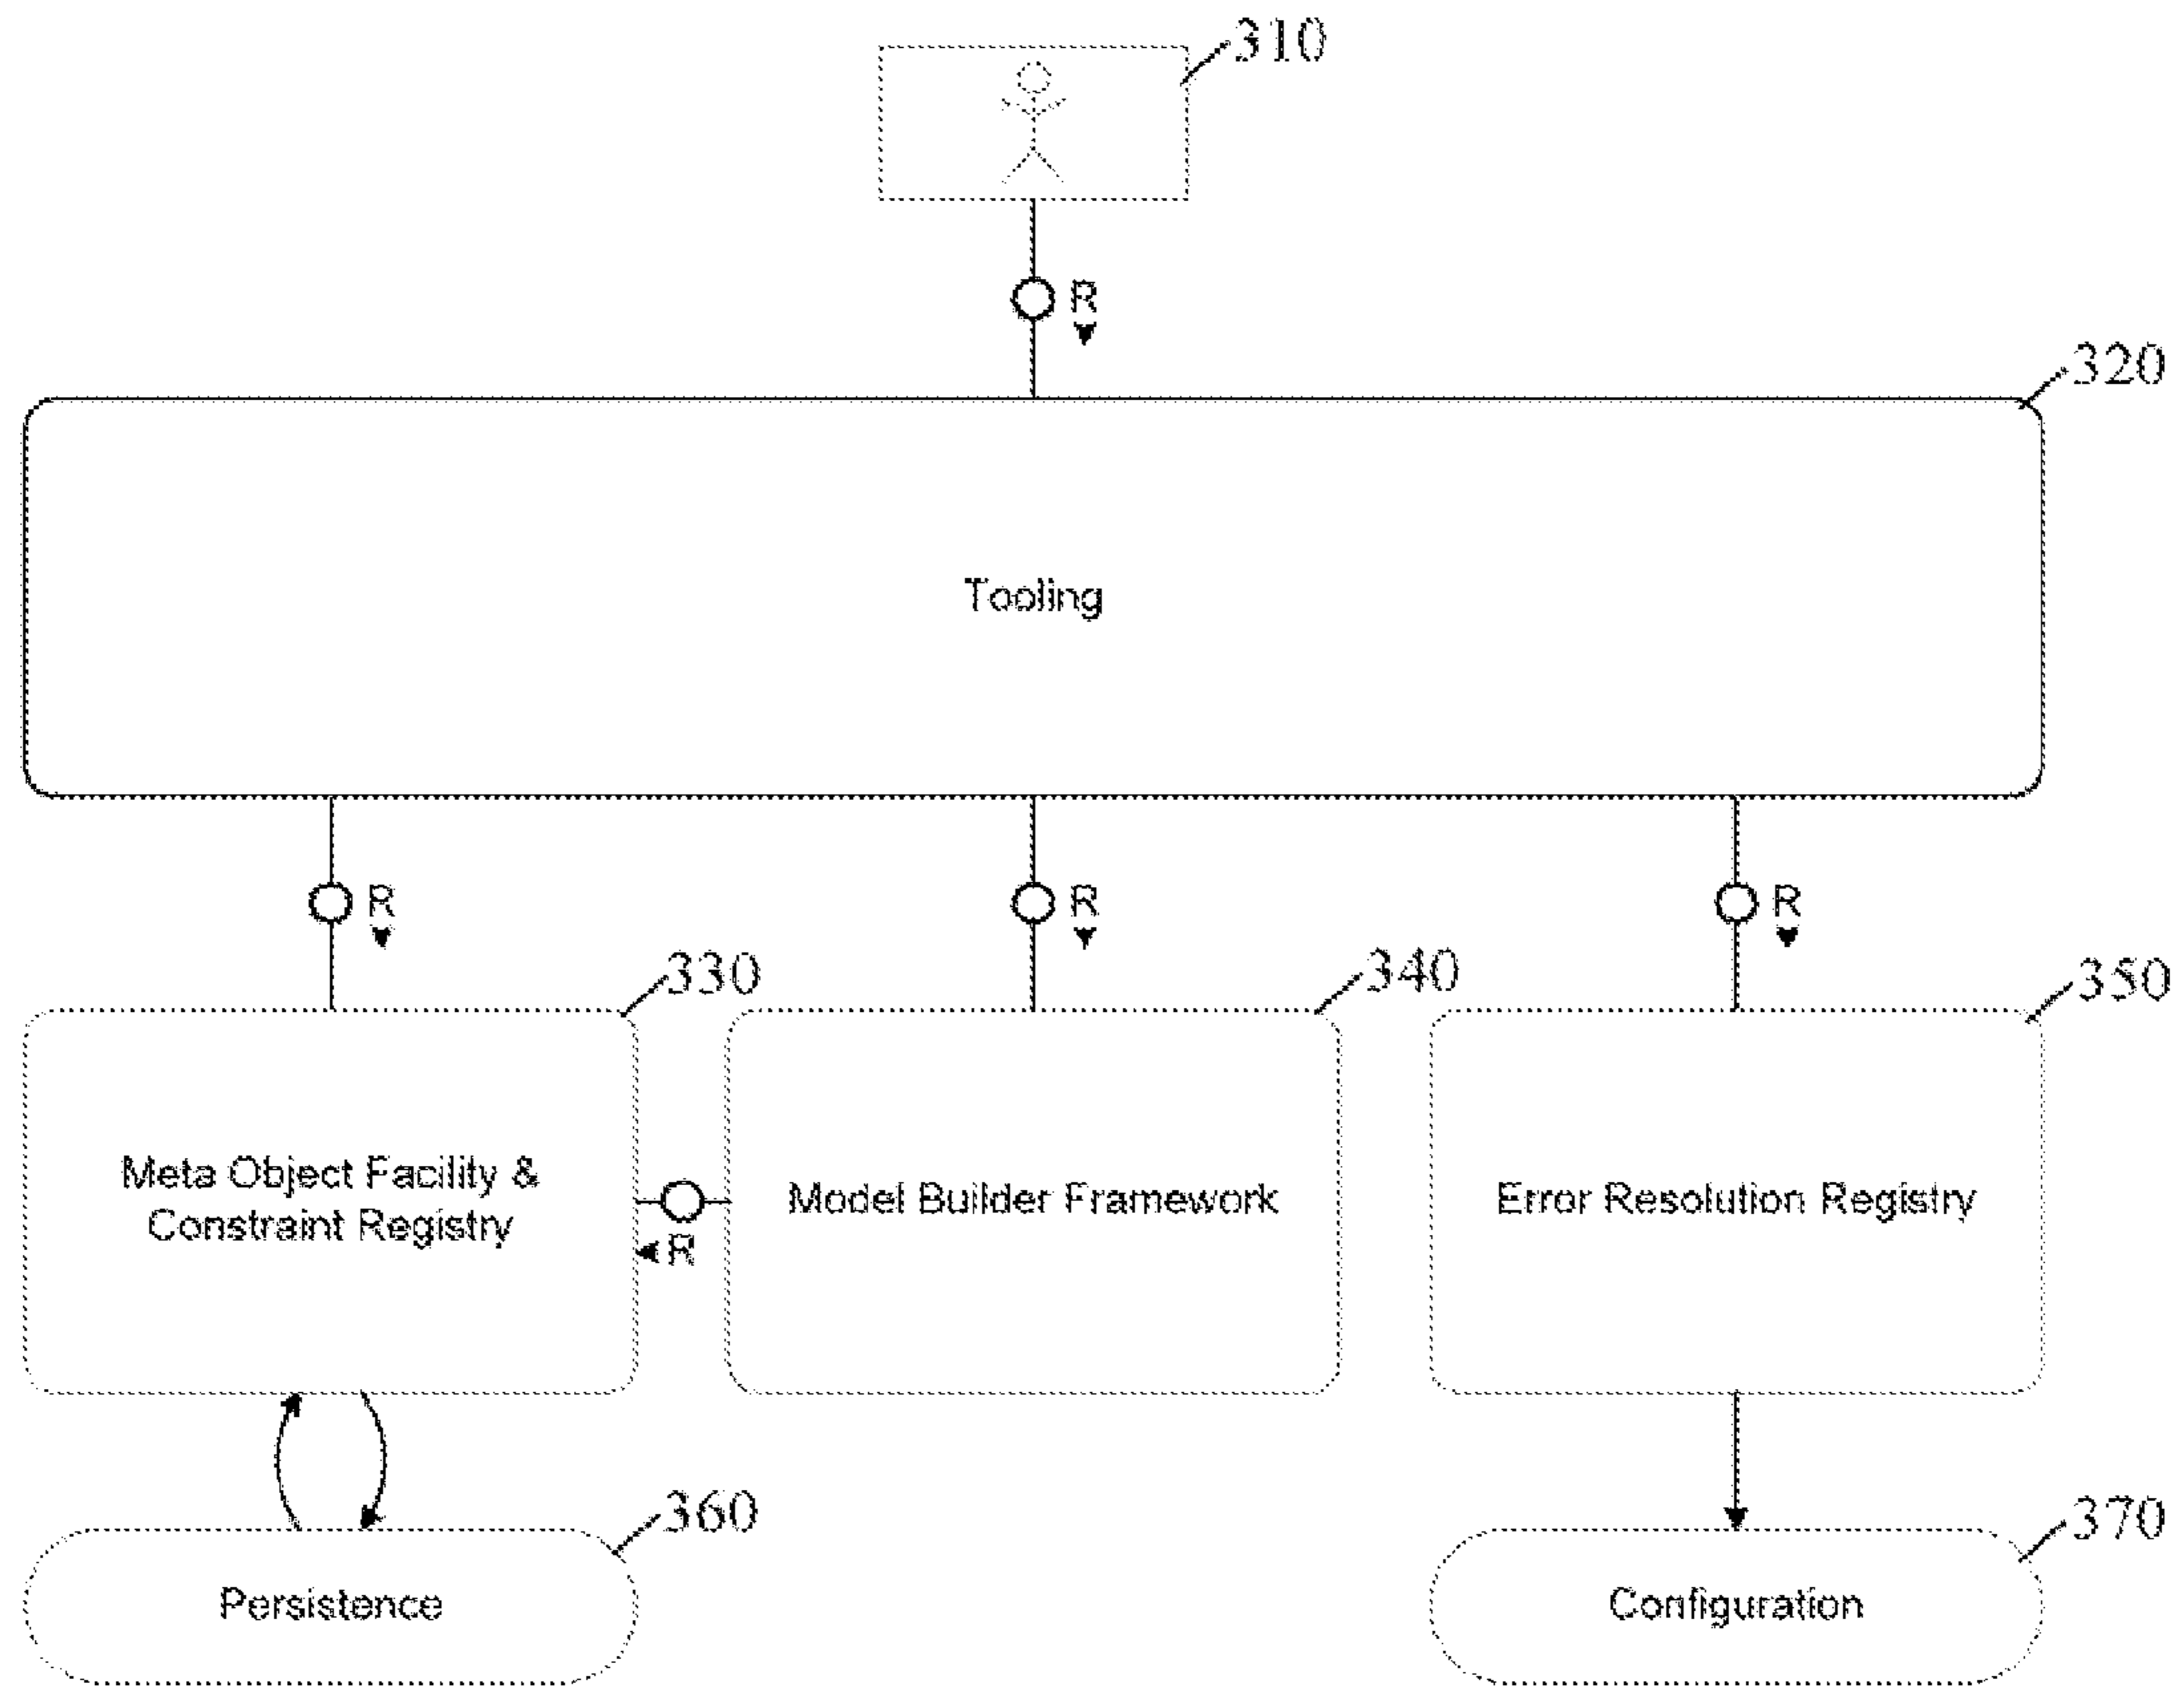 310
R
320
Tooling
R
R
R
330
340
350
Meta Object Facility &
Constraint Registry
Model Builder Framework
Error Resolution Registry
R
360
370
Persistence
Configuration